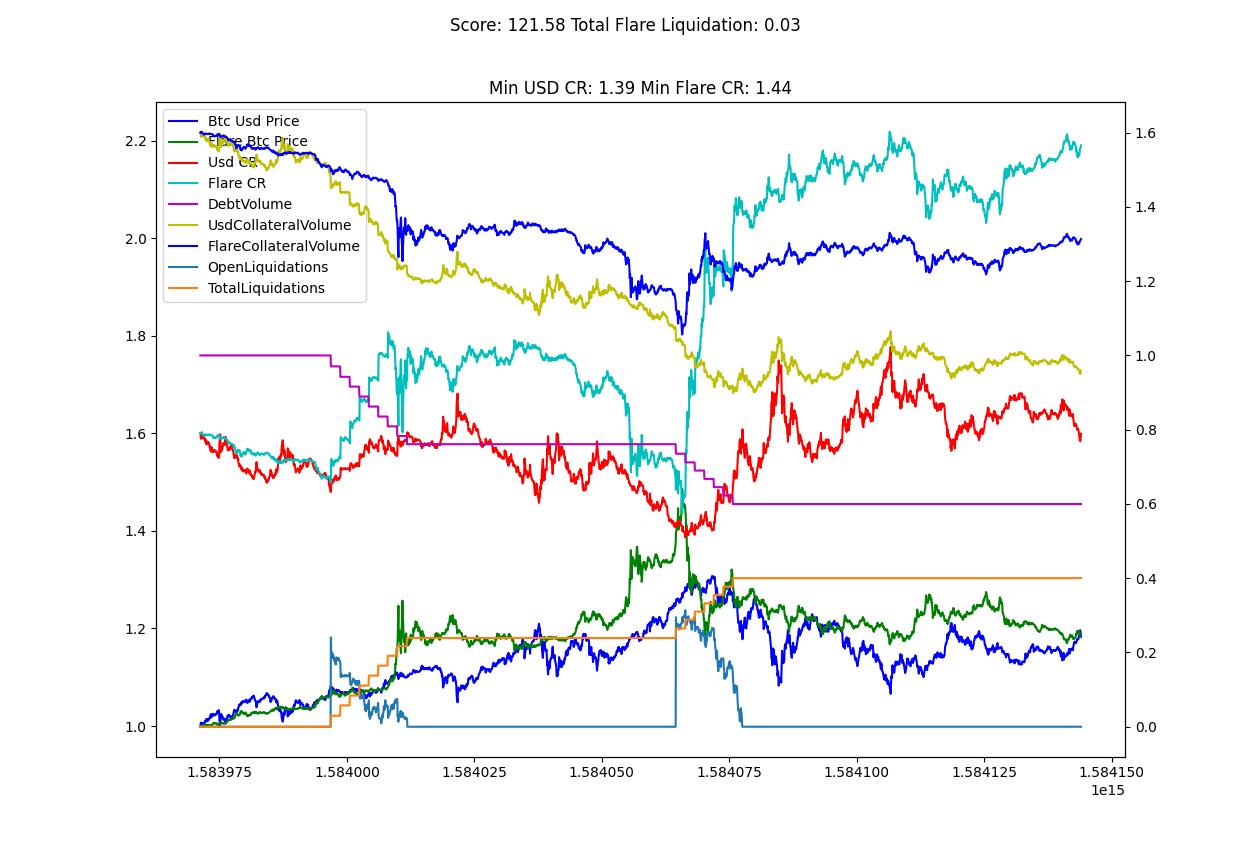 Score: 121.58 Total Flare Liquidation: 0.03
Min USD CR: 1.39 Min Flare CR: 1.44
Btc Usd Price
Flare Btc Price
Usd CR
Flare CR
DebtVolume
UsdCollateralVolume
FlareCollateralVolume
OpenLiquidations
TotalLiquidations
2.2
2.0
1.8
1.6
1.4
1.2
1.0
1.6
1.4
1.2
1.0
0.8
0.6
0.4
0.2
0.0
1.583975 1.584000 1.584025 1.584050 1.584075 1.584100 1.584125 1.584150
1e15